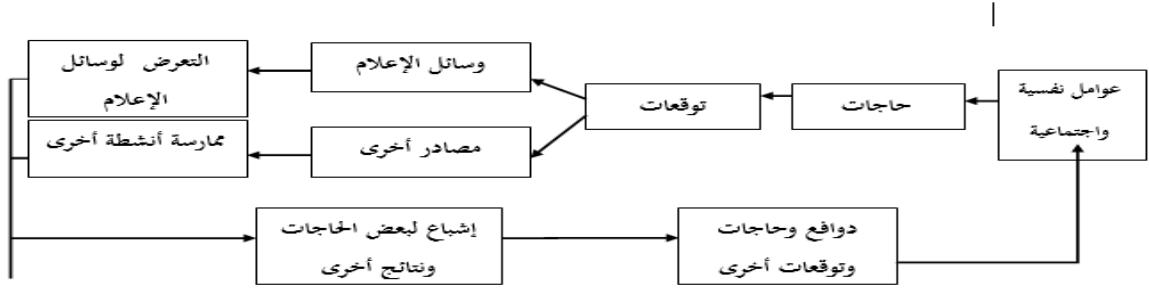 عوامل نفسية
واجتماعية
حاجات
توقعات
وسائل الإعلام
التعرض لوسائل
الإعلام
مصادر أخرى
ممارسة أنشطة أخرى
إشباع لبعض الحاجات
ونتائج أخرى
دوافع وحاجات
وتوقعات أخرى